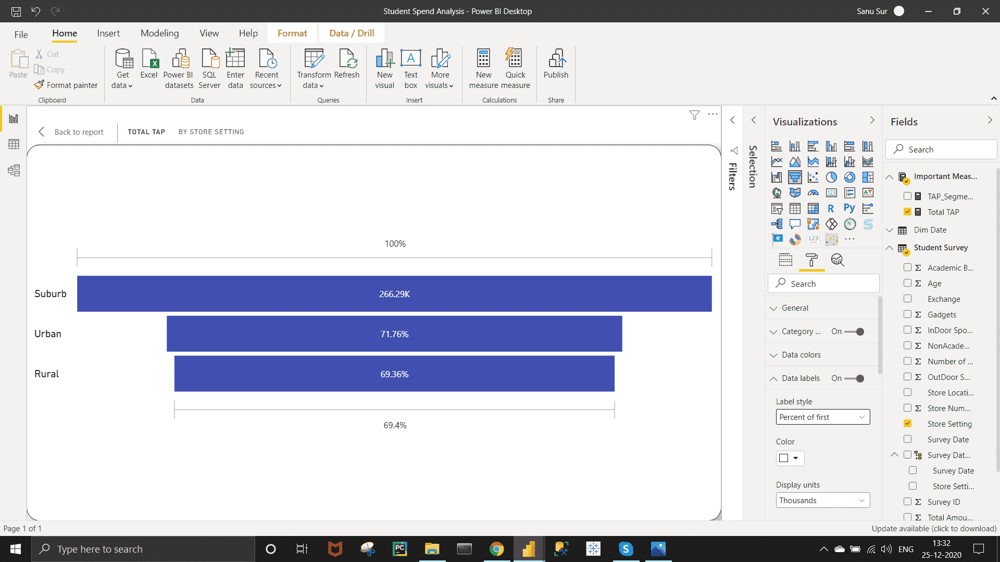 Student Spend Analysis - Power BI Desktop
Sanu Sur
File
Home
Insert
Modeling
View
Help
Format
Data / Drill
Paste
Cut
Copy
Format painter
Clipboard
Get data
Excel
Power BI datasets
SQL Server
Enter data
Recent sources
Data
Transform data
Refresh
Queries
New visual
Text box
More visuals
Insert
New measure
Quick measure
Calculations
Publish
Share
Back to report
TOTAL TAP
BY STORE SETTING
100%
Suburb
266.29K
Urban
71.76%
Rural
69.36%
69.4%
Filters
Selection
Visualizations
Search
General
Category ...
On
Data colors
Data labels
On
Label style
Percent of first
Color
Display units
Thousands
Fields
Search
Important Meas...
TAP_Segme...
Total TAP
Dim Date
Student Survey
Academic B...
Age
Exchange
Gadgets
InDoor Spo...
NonAcade...
Number of ...
OutDoor S...
Store Locati...
Store Num...
Store Setting
Survey Date
Survey Dat...
Survey Date
Store Setti...
Survey ID
Total Amou...
Page 1 of 1
Update available (click to download)
Type here to search
ENG
13:32
25-12-2020